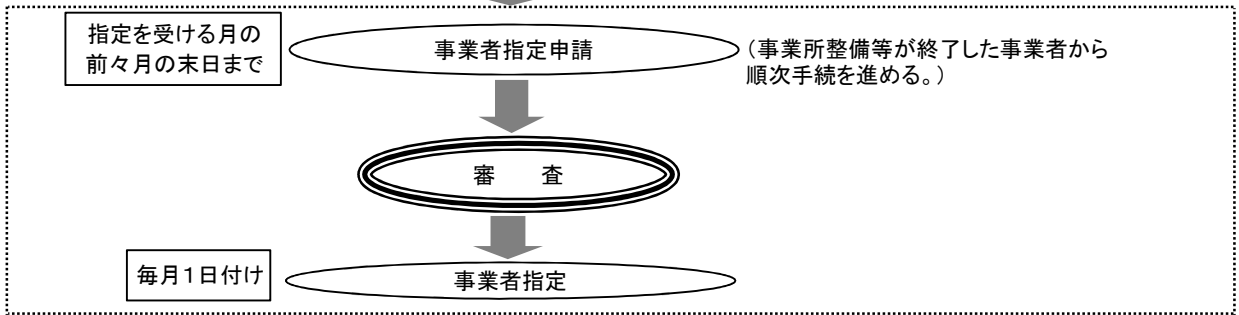 指定を受ける月の
前々月の末日まで
事業者指定申請
（事業所整備等が終了した事業者から
順次手続を進める。）
審　査
毎月１日付け
事業者指定